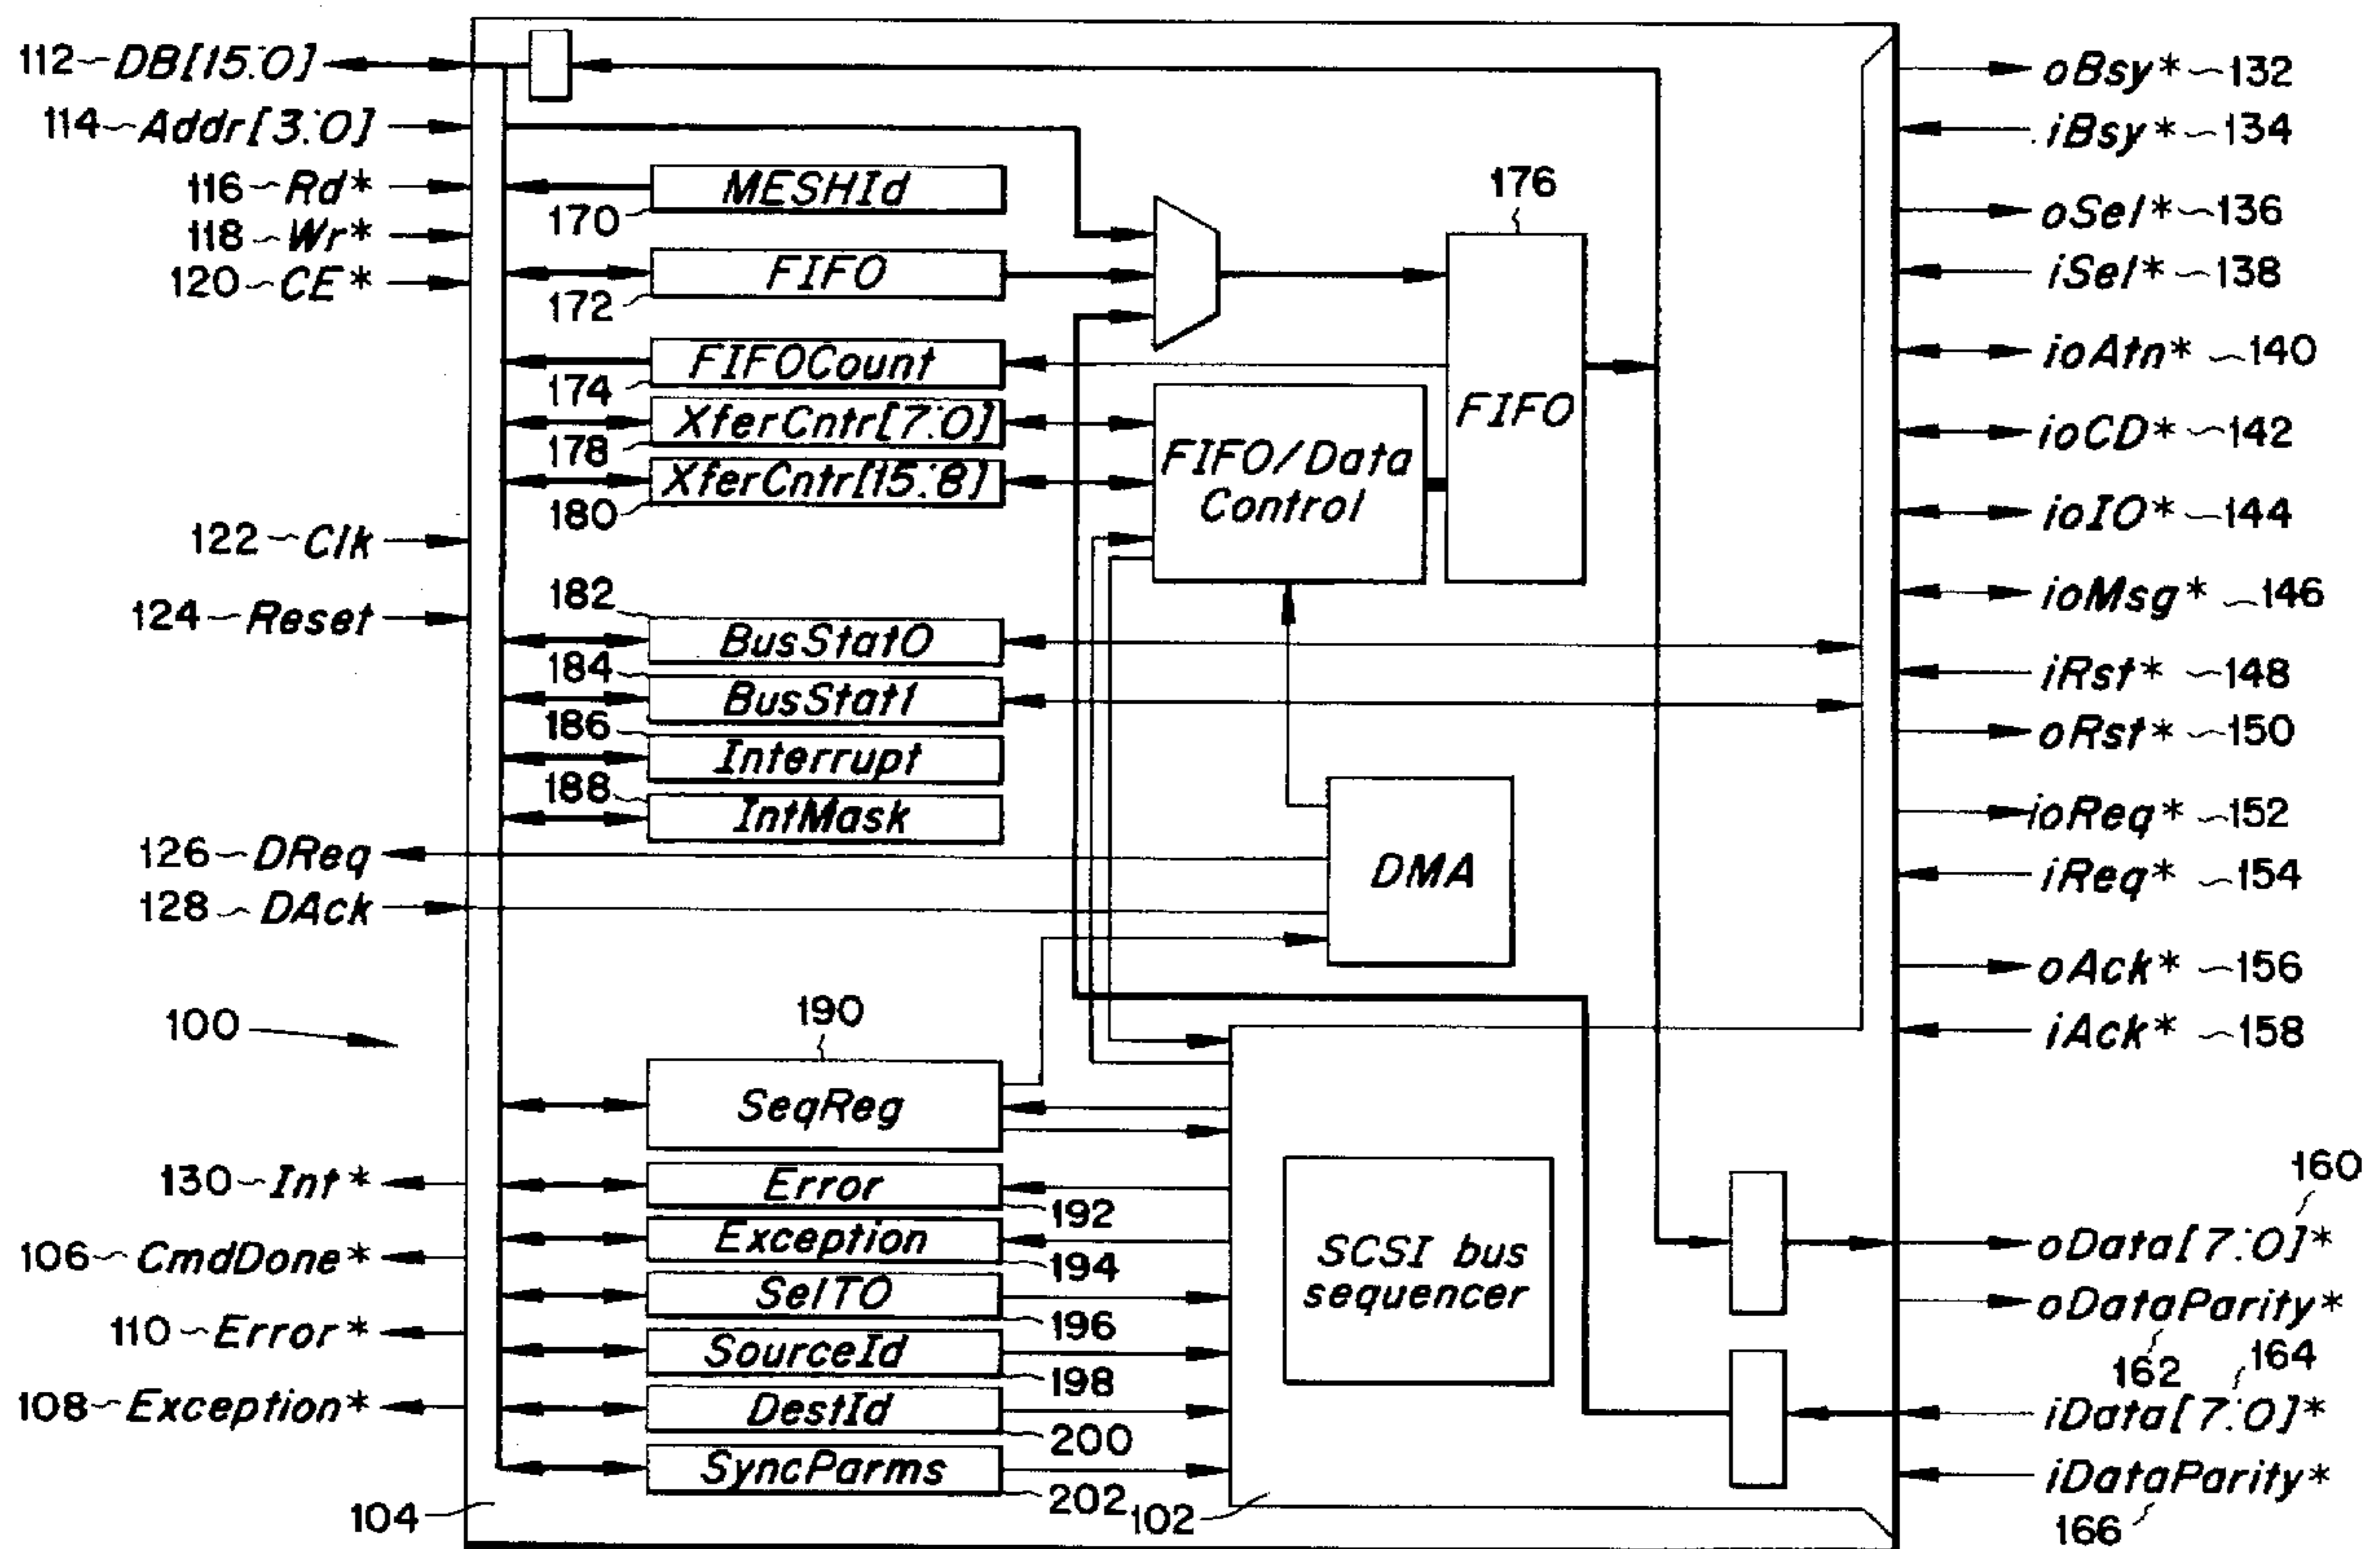 112 DB[15:0]
114 Addr[3:0]
116 Rd*
118 Wr*
120 CE*
122 Clk
124 Reset
126 DReq
128 DAck
100
130 Int*
106 CmdDone*
110 Error*
108 Exception*
104
MESHId
170
FIFO
172
FIFOCount
174
XferCntr[7:0]
178
XferCntr[15:8]
180
182
BusStat0
184
BusStat1
186
Interrupt
188
IntMask
190
SeqReg
Error
192
Exception
194
SelTO
196
SourceId
198
DestId
200
SyncParms
202
176
FIFO
FIFO/Data
Control
DMA
SCSI bus
sequencer
102
oBsy* 132
iBsy* 134
oSel* 136
iSel* 138
ioAtn* 140
ioCD* 142
ioIO* 144
ioMsg* 146
iRst* 148
oRst* 150
ioReq* 152
iReq* 154
oAck* 156
iAck* 158
160
oData[7:0]*
oDataParity*
162
164
iData[7:0]*
iDataParity*
166